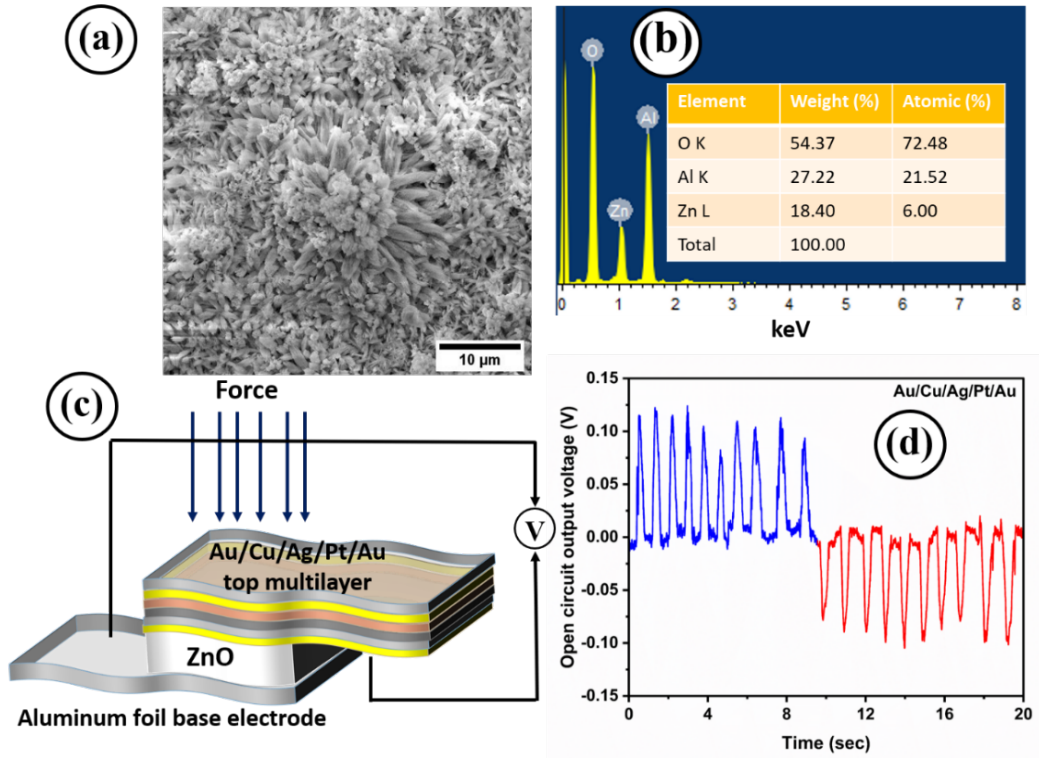 (a)
10 µm
(b)
O
Al
Zn
Element Weight (%) Atomic (%)
O K 54.37 72.48
Al K 27.22 21.52
Zn L 18.40 6.00
Total 100.00
0 1 2 3 4 5 6 7 8
keV
(c)
Force
V
Au/Cu/Ag/Pt/Au
top multilayer
ZnO
Aluminum foil base electrode
(d)
Au/Cu/Ag/Pt/Au
Open circuit output voltage (V)
0.15
0.10
0.05
0.00
-0.05
-0.10
-0.15
0 4 8 12 16 20
Time (sec)